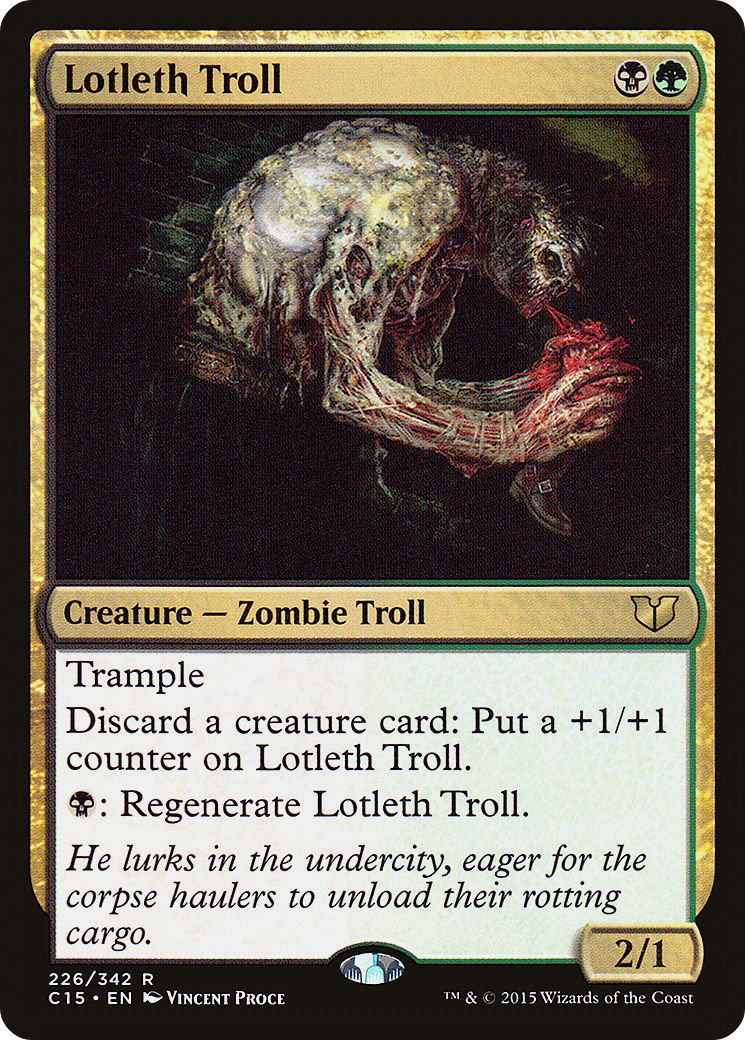 Lotleth Troll
Creature — Zombie Troll
Trample
Discard a creature card: Put a +1/+1
counter on Lotleth Troll.
: Regenerate Lotleth Troll.
He lurks in the undercity, eager for the
corpse haulers to unload their rotting
cargo.
2/1
226/342 R
C15 • EN Vincent Proce
™ & © 2015 Wizards of the Coast